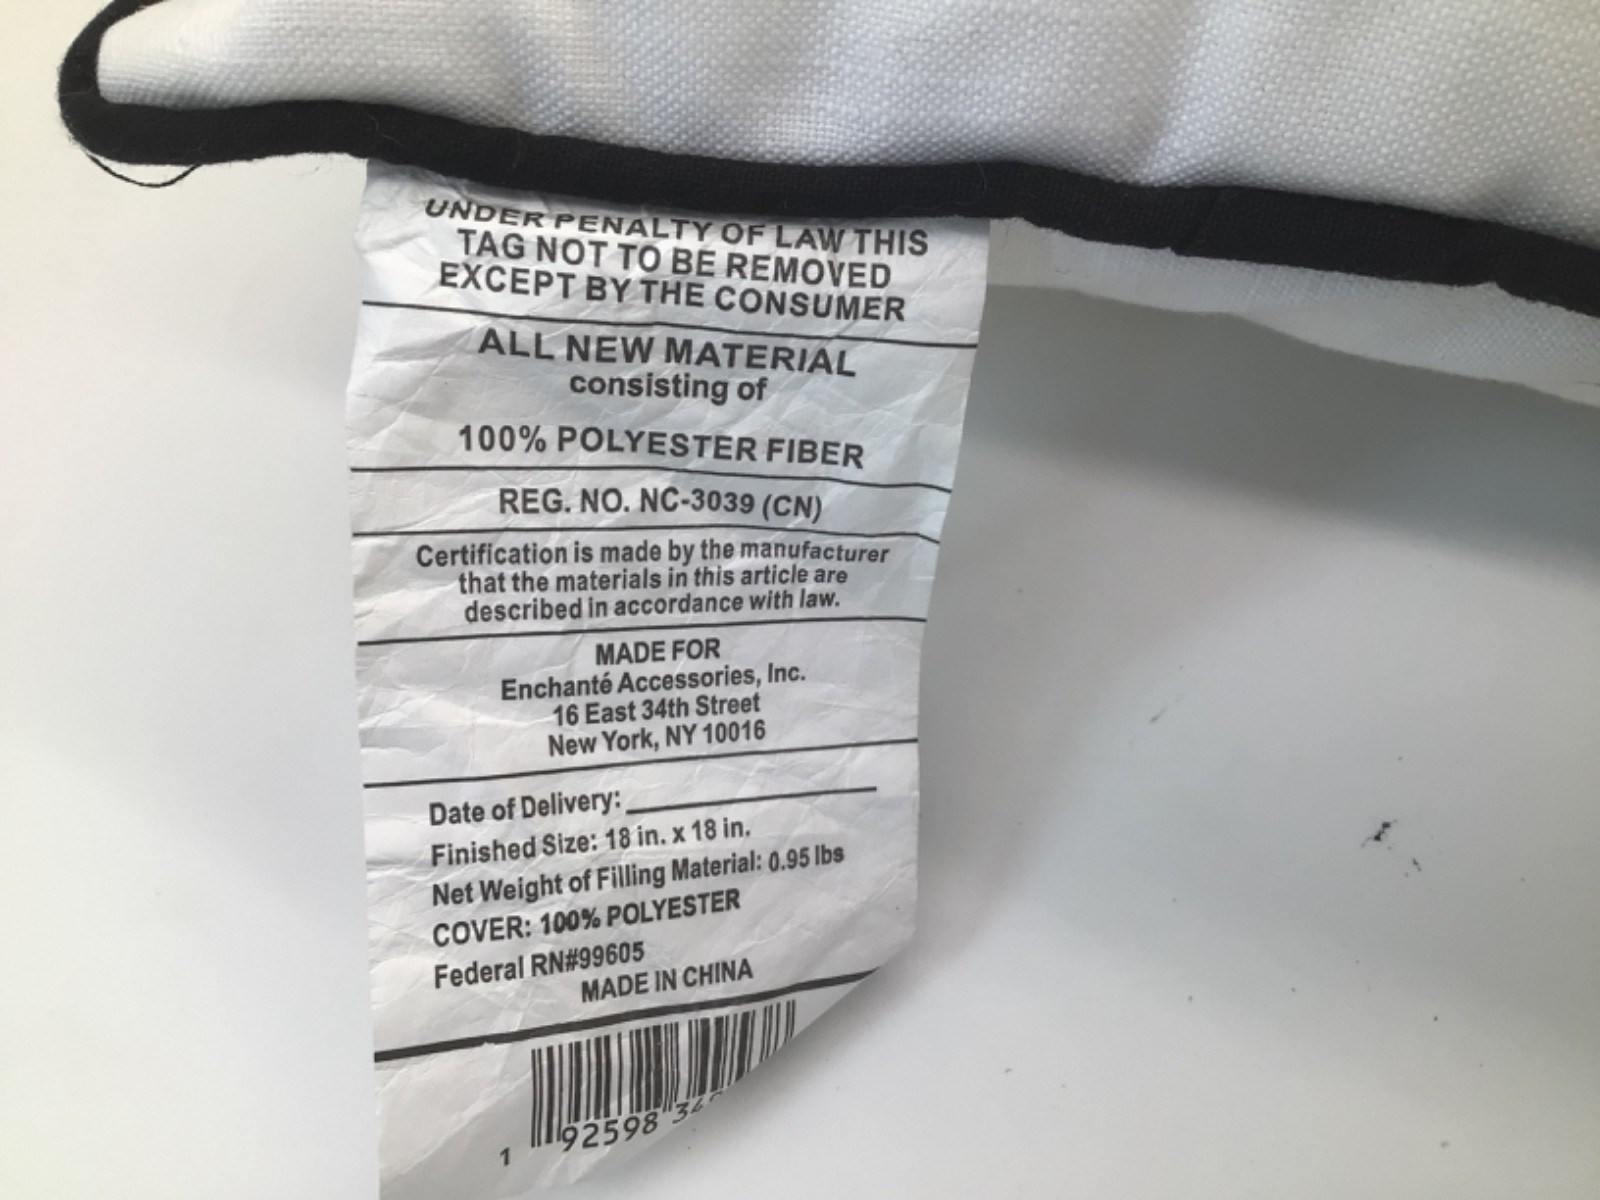 UNDER PENALTY OF LAW THIS
TAG NOT TO BE REMOVED
EXCEPT BY THE CONSUMER
ALL NEW MATERIAL
consisting of
100% POLYESTER FIBER
REG. NO. NC-3039 (CN)
Certification is made by the manufacturer
that the materials in this article are
described in accordance with law.
MADE FOR
Enchanté Accessories, Inc.
16 East 34th Street
New York, NY 10016
Date of Delivery:
Finished Size: 18 in. x 18 in.
Net Weight of Filling Material: 0.95 lbs
COVER: 100% POLYESTER
Federal RN#99605
MADE IN CHINA
1 92598